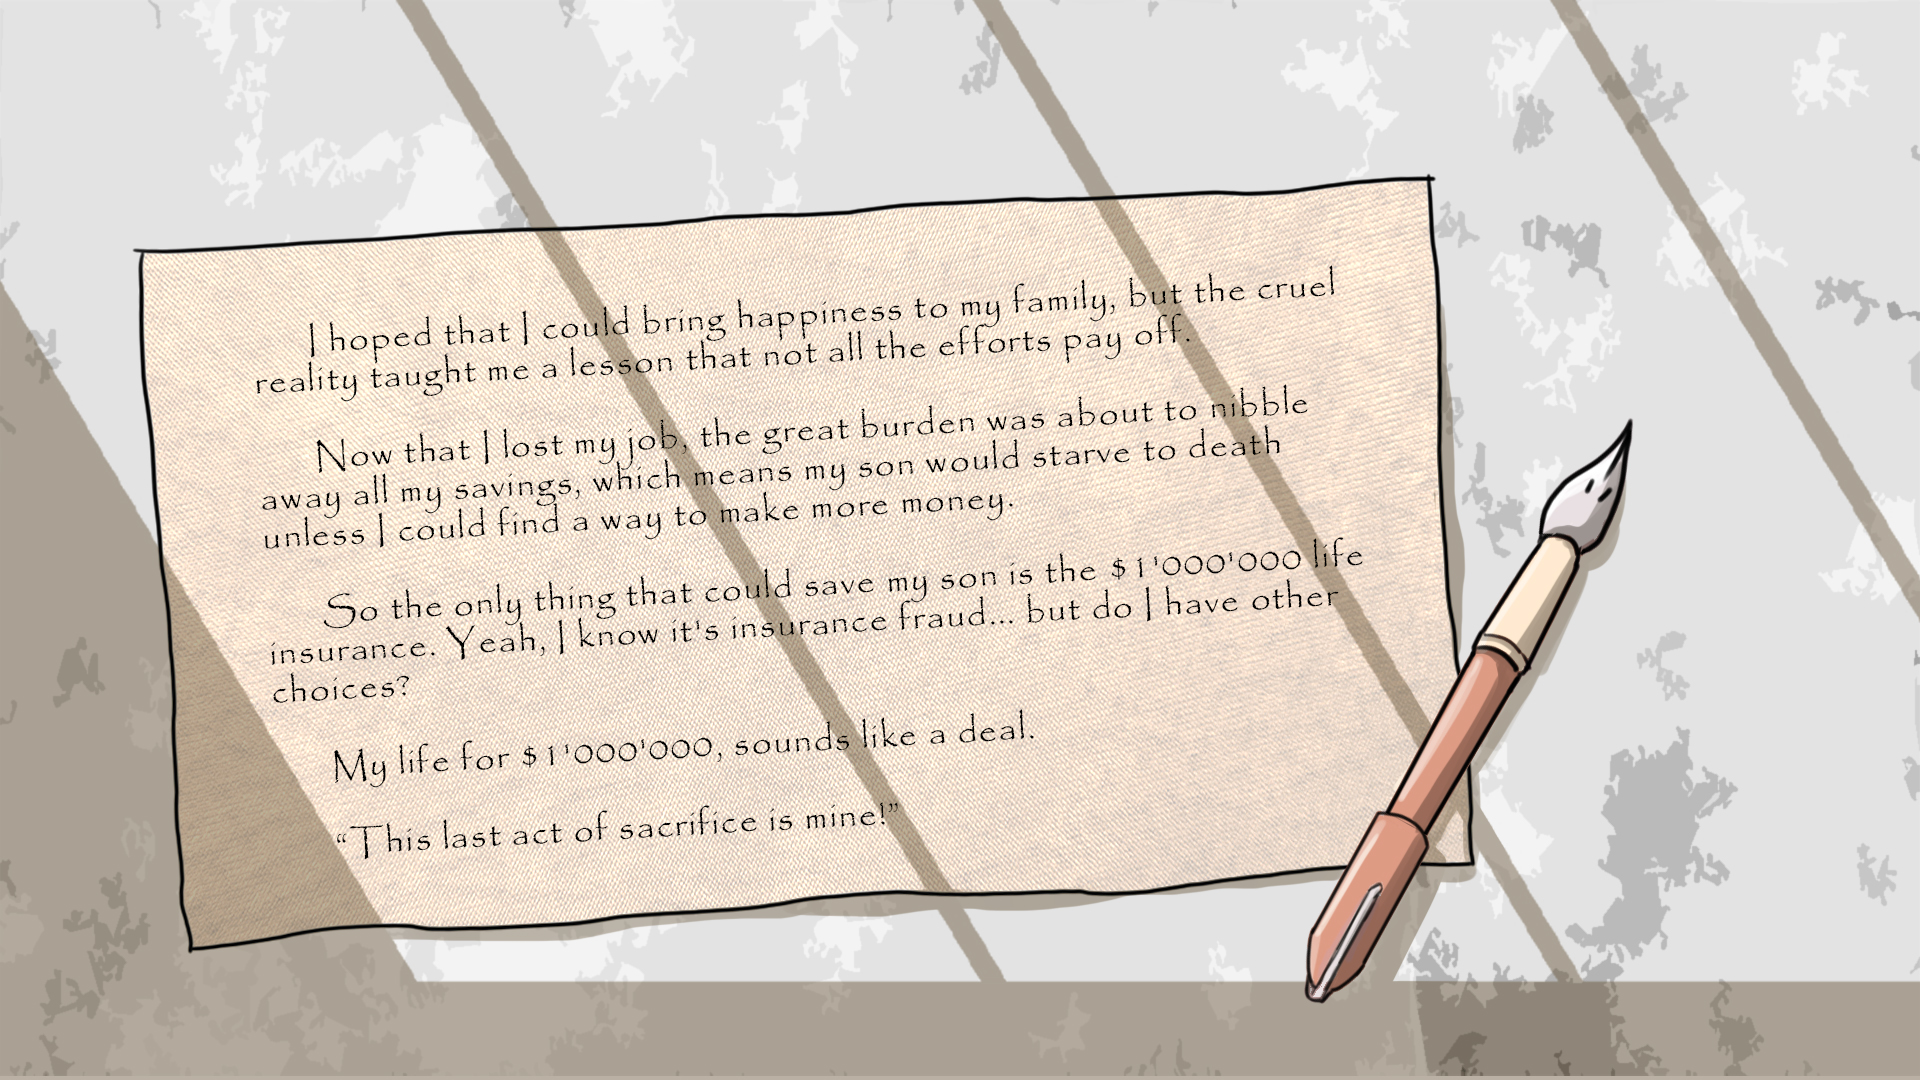 I hoped that I could bring happiness to my family, but the cruel
reality taught me a lesson that not all the efforts pay off.
Now that I lost my job, the great burden was about to nibble
away all my savings, which means my son would starve to death
unless I could find a way to make more money.
So the only thing that could save my son is the $1'000'000 life
insurance. Yeah, I know it's insurance fraud... but do I have other
choices?
My life for $1'000'000, sounds like a deal.
“This last act of sacrifice is mine!”